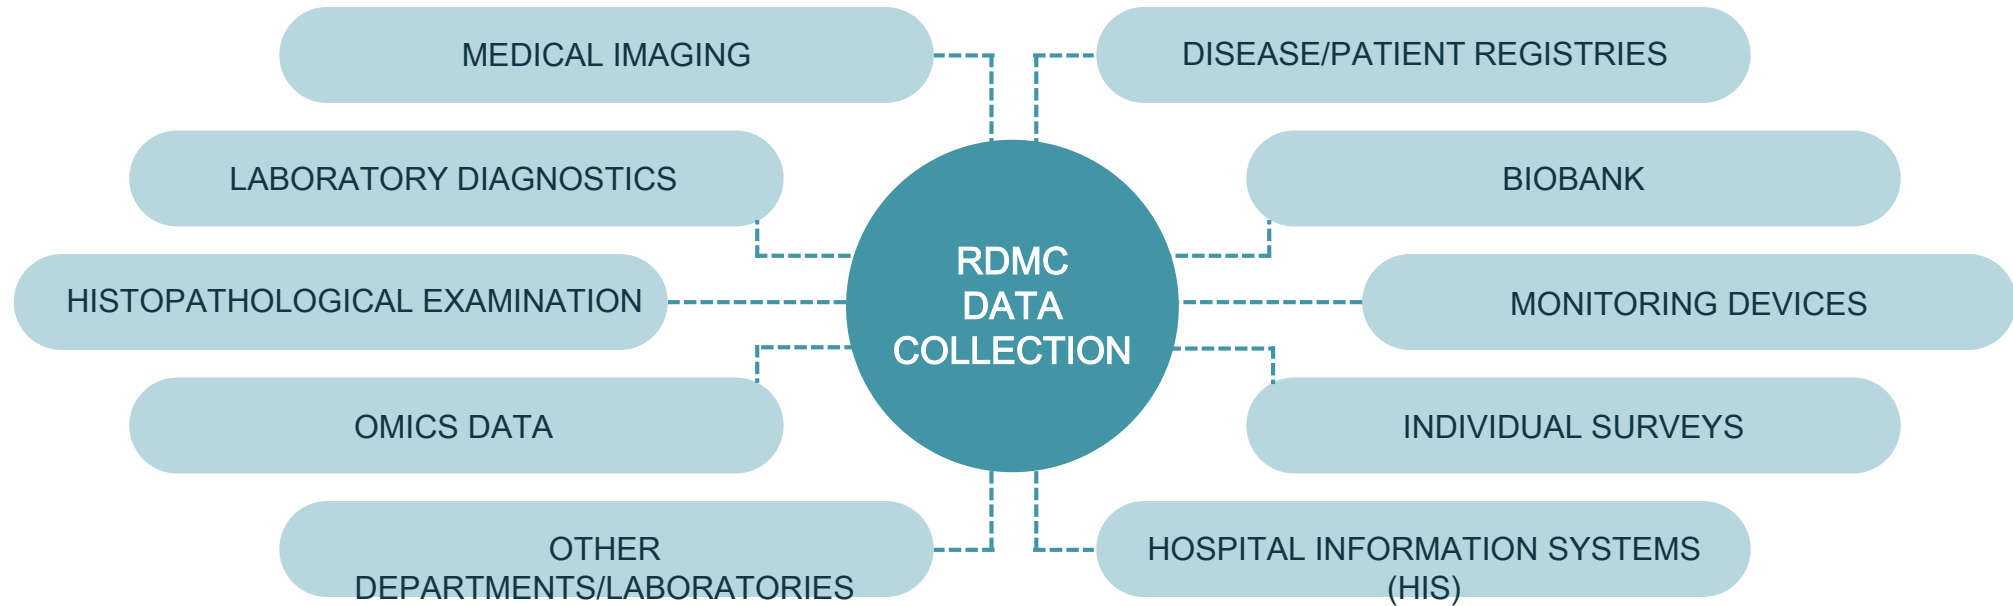 MEDICAL IMAGING
DISEASE/PATIENT REGISTRIES
LABORATORY DIAGNOSTICS
BIOBANK
RDMC
DATA
COLLECTION
HISTOPATHOLOGICAL EXAMINATION
MONITORING DEVICES
OMICS DATA
INDIVIDUAL SURVEYS
OTHER
DEPARTMENTS/LABORATORIES
HOSPITAL INFORMATION SYSTEMS
(HIS)